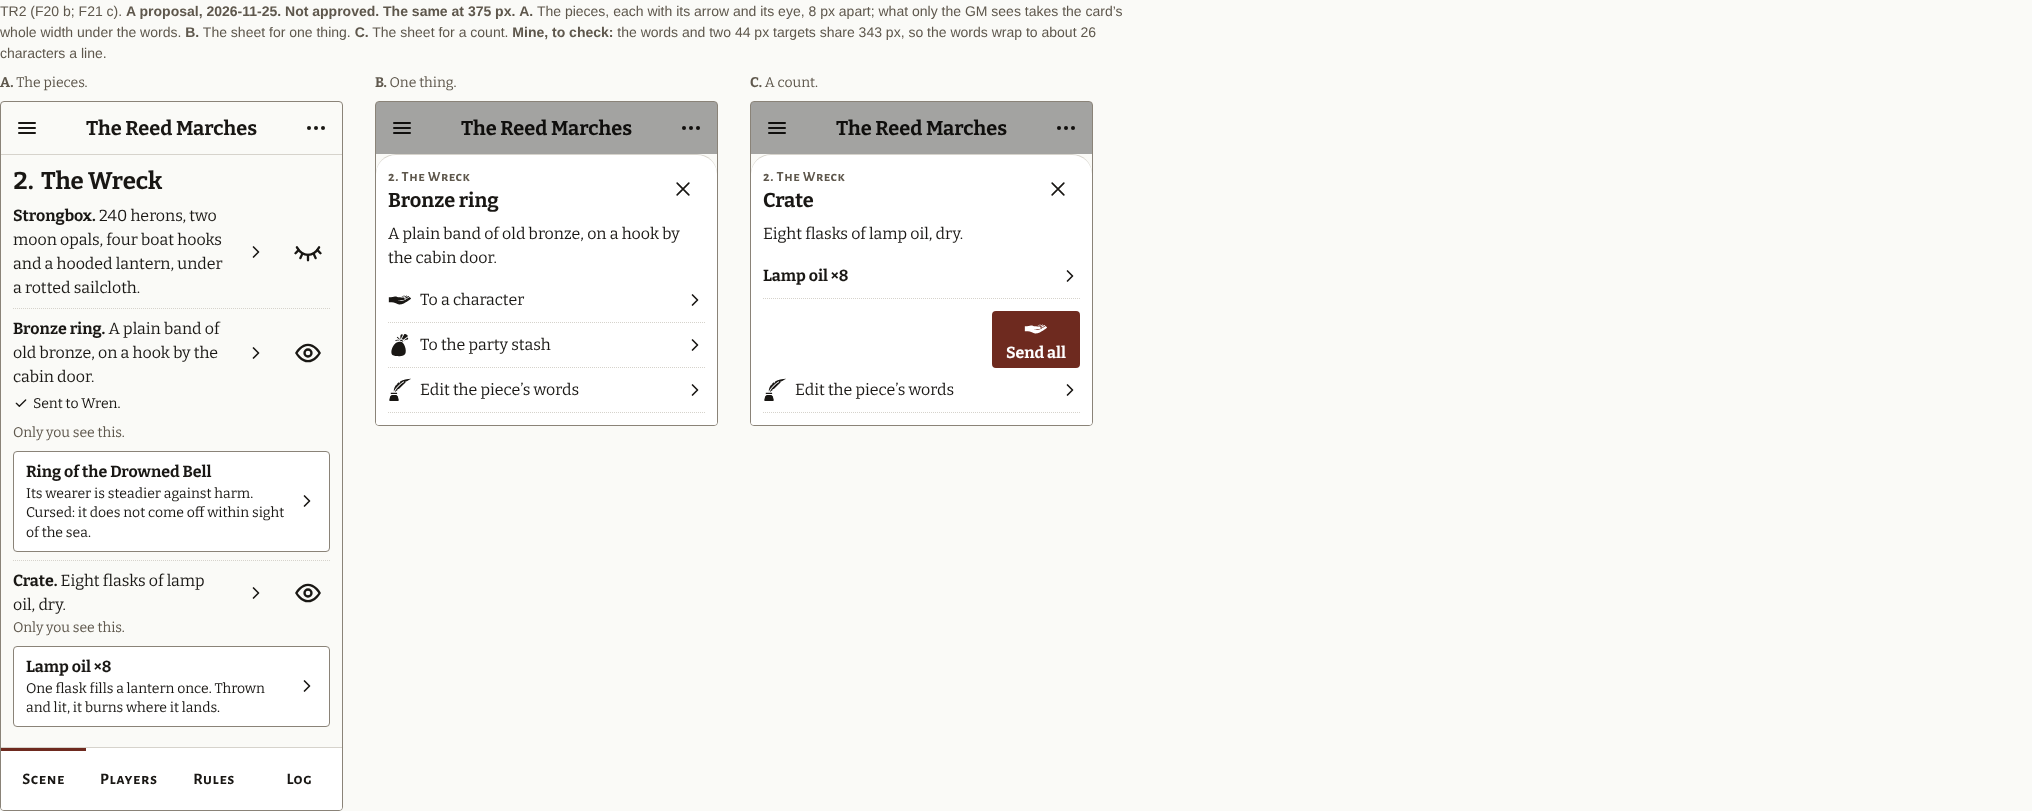 TR2 (F20 b; F21 c). A proposal, 2026-11-25. Not approved. The same at 375 px. A. The pieces, each with its arrow and its eye, 8 px apart; what only the GM sees takes the card’s
whole width under the words. B. The sheet for one thing. C. The sheet for a count. Mine, to check: the words and two 44 px targets share 343 px, so the words wrap to about 26
characters a line.
A. The pieces.
The Reed Marches
2. The Wreck
Strongbox. 240 herons, two
moon opals, four boat hooks
and a hooded lantern, under
a rotted sailcloth.
Bronze ring. A plain band of
old bronze, on a hook by the
cabin door.
Sent to Wren.
Only you see this.
Ring of the Drowned Bell
Its wearer is steadier against harm.
Cursed: it does not come off within sight
of the sea.
Crate. Eight flasks of lamp
oil, dry.
Only you see this.
Lamp oil ×8
One flask fills a lantern once. Thrown
and lit, it burns where it lands.
Scene Players Rules Log
B. One thing.
The Reed Marches
2. The Wreck
Bronze ring
A plain band of old bronze, on a hook by
the cabin door.
To a character
To the party stash
Edit the piece’s words
C. A count.
The Reed Marches
2. The Wreck
Crate
Eight flasks of lamp oil, dry.
Lamp oil ×8
Send all
Edit the piece’s words